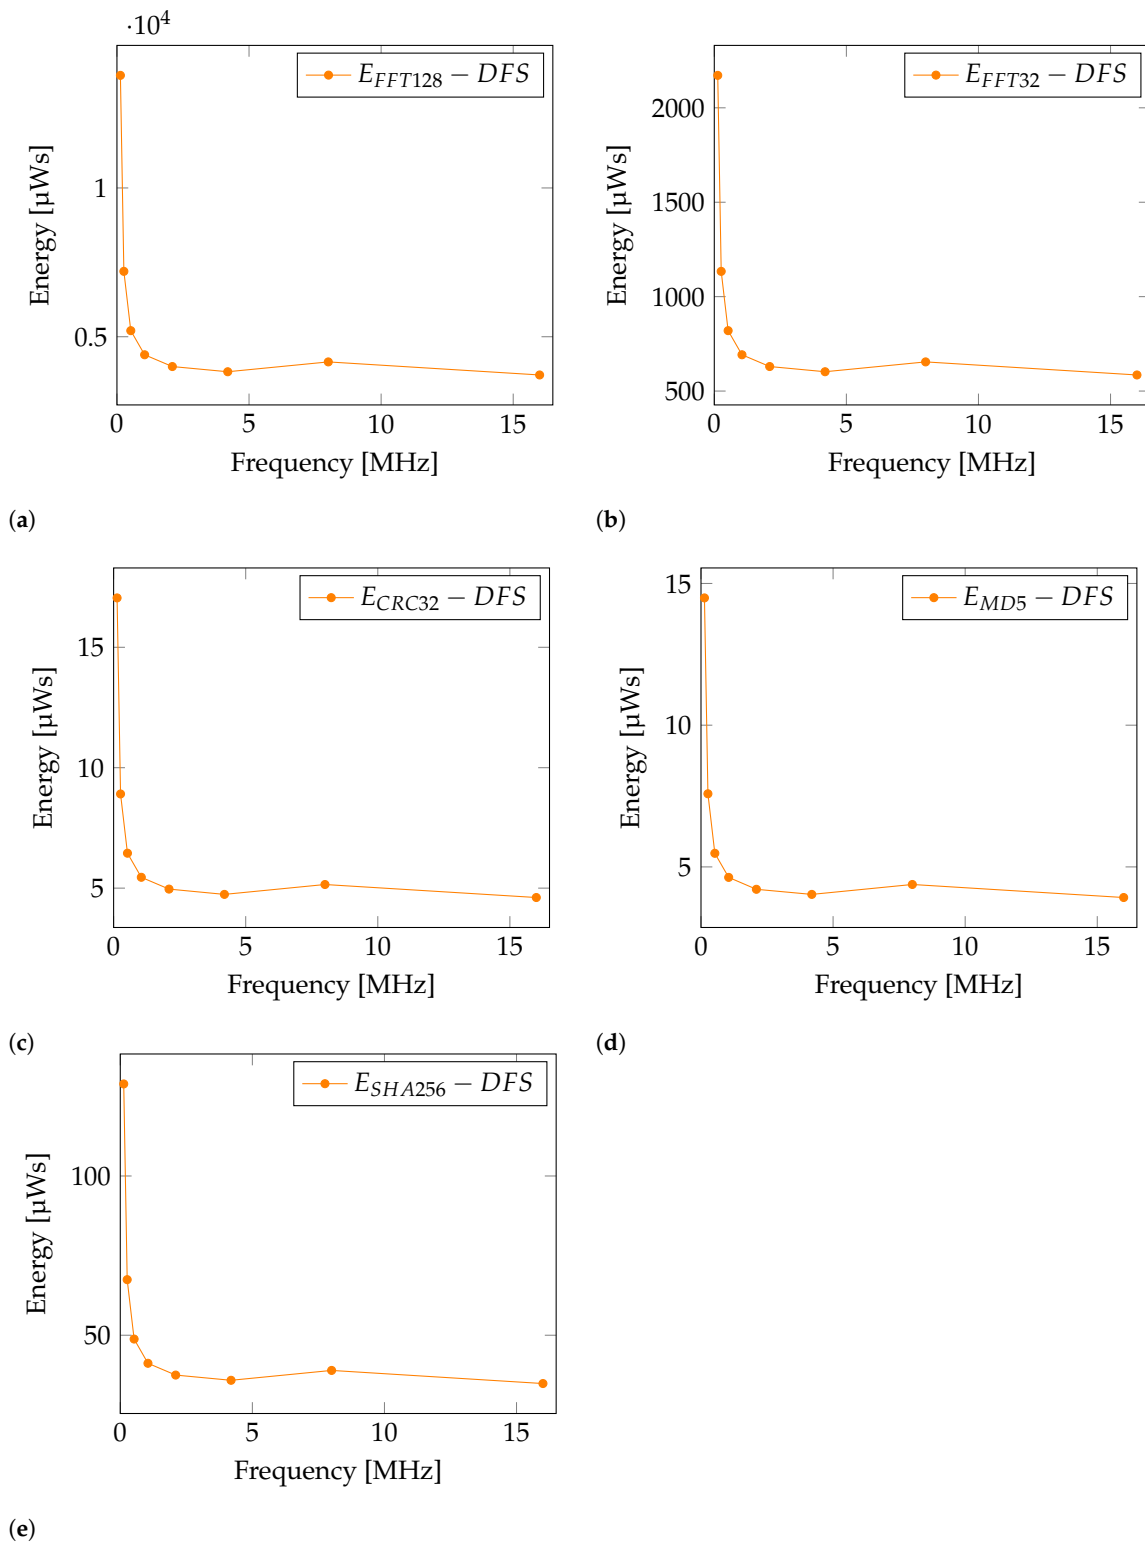 ·10⁴
E_FFT128 − DFS
1
0.5
Energy [µWs]
0 5 10 15
Frequency [MHz]
(a)
E_FFT32 − DFS
2000
1500
1000
500
Energy [µWs]
0 5 10 15
Frequency [MHz]
(b)
E_CRC32 − DFS
15
10
5
Energy [µWs]
0 5 10 15
Frequency [MHz]
(c)
E_MD5 − DFS
15
10
5
Energy [µWs]
0 5 10 15
Frequency [MHz]
(d)
E_SHA256 − DFS
100
50
Energy [µWs]
0 5 10 15
Frequency [MHz]
(e)